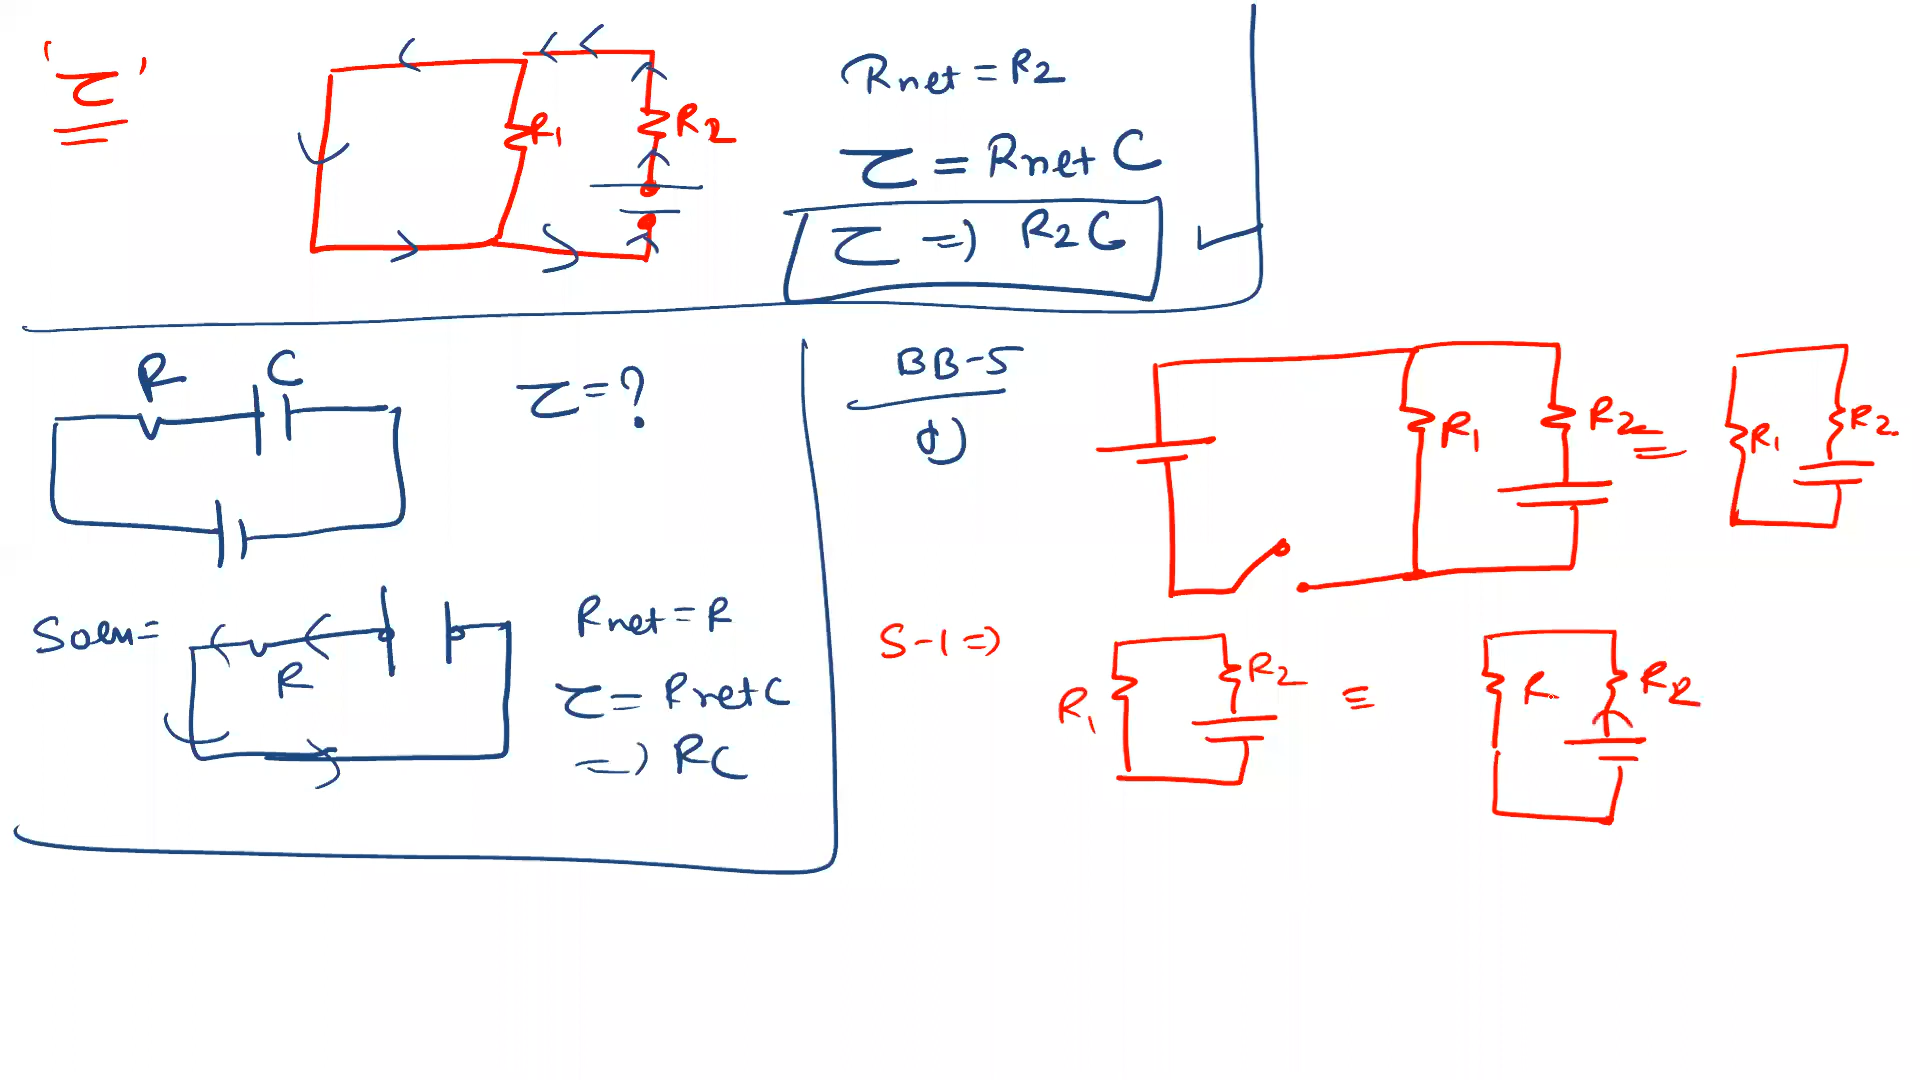 'τ'
R1
R2
Rnet = R2
τ = Rnet C
τ ⇒ R2C
R
C
τ = ?
Soln =
R
Rnet = R
τ = Rnet C
⇒ RC
BB-5
d)
R1
R2
=
R1
R2
S-1 ⇒
R1
R2
≡
R
R2